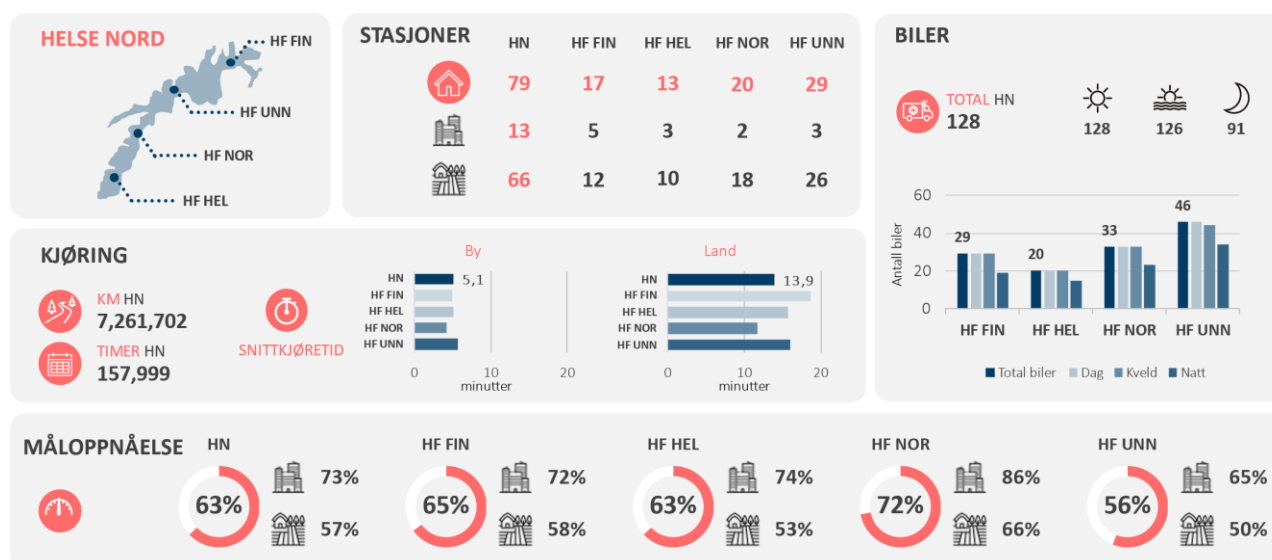 HELSE NORD
HF FIN
HF UNN
HF NOR
HF HEL
STASJONER HN HF FIN HF HEL HF NOR HF UNN
79 17 13 20 29
13 5 3 2 3
66 12 10 18 26
BILER
TOTAL HN
128
128 126 91
Antall biler
60
40
20
0
29 20 33 46
HF FIN HF HEL HF NOR HF UNN
Total biler Dag Kveld Natt
KJØRING
KM HN
7,261,702
TIMER HN
157,999
SNITTKJØRETID
By
HN 5,1
HF FIN
HF HEL
HF NOR
HF UNN
0 20
minutter
Land
HN 13,9
HF FIN
HF HEL
HF NOR
HF UNN
0 20
minutter
MÅLOPPNÅELSE
HN
63%
73%
57%
HF FIN
65%
72%
58%
HF HEL
63%
74%
53%
HF NOR
72%
86%
66%
HF UNN
56%
65%
50%